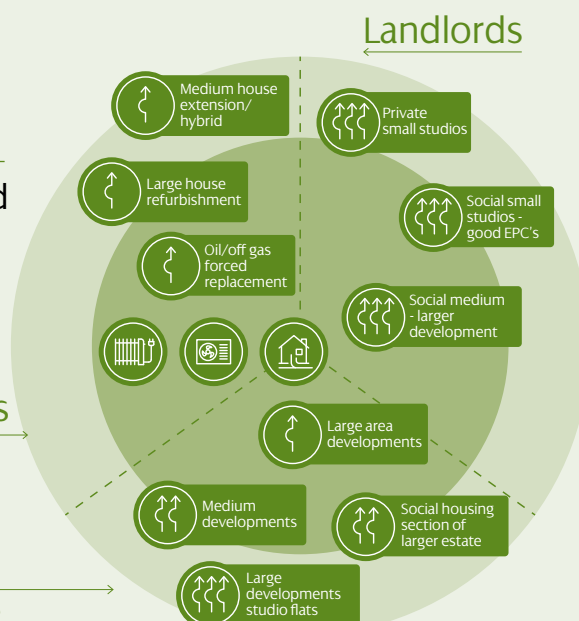 Landlords
Medium house
extension/
hybrid
Private
small studios
d
Large house
refurbishment
Social small
studios -
good EPC's
Oil/off gas
forced
replacement
Social medium
- larger
development
s
Large area
developments
Medium
developments
Social housing
section of
larger estate
Large
developments
studio flats